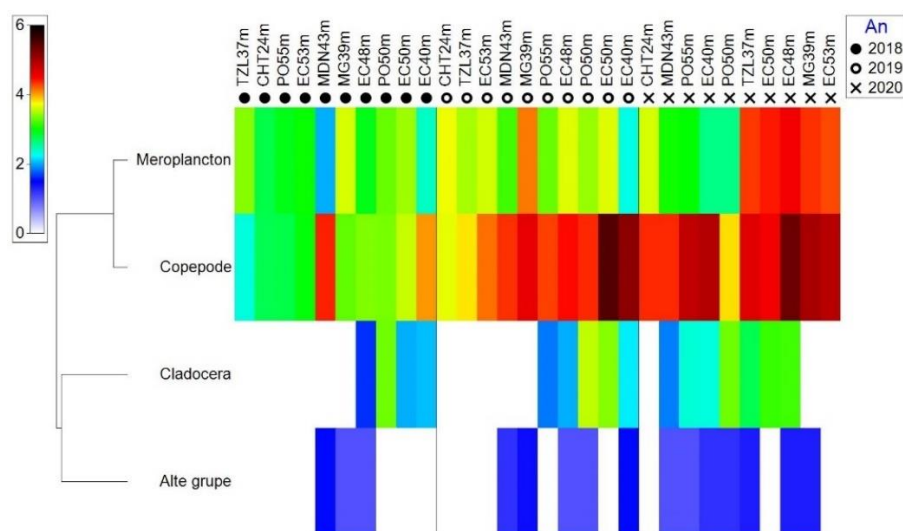 6
4
2
0
TZL37m
CHT24m
PO55m
EC53m
MDN43m
MG39m
EC48m
PO50m
EC50m
EC40m
CHT24m
TZL37m
EC53m
MDN43m
MG39m
PO55m
EC48m
PO50m
EC50m
EC40m
CHT24m
MDN43m
PO55m
EC40m
PO50m
TZL37m
EC50m
EC48m
MG39m
EC53m
An
2018
2019
2020
Meroplancton
Copepode
Cladocera
Alte grupe